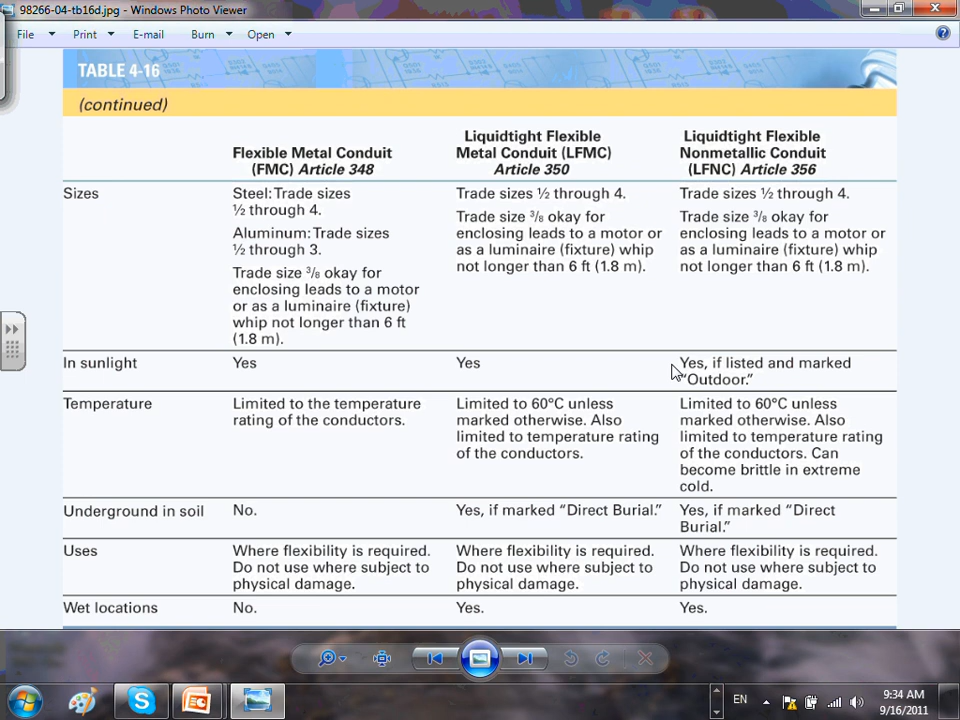 98266-04-tb16d.jpg - Windows Photo Viewer
File Print E-mail Burn Open
TABLE 4-16
(continued)
Flexible Metal Conduit
(FMC) Article 348
Liquidtight Flexible
Metal Conduit (LFMC)
Article 350
Liquidtight Flexible
Nonmetallic Conduit
(LFNC) Article 356
Sizes
Steel: Trade sizes
½ through 4.
Aluminum: Trade sizes
½ through 3.
Trade size ³/₈ okay for
enclosing leads to a motor
or as a luminaire (fixture)
whip not longer than 6 ft
(1.8 m).
Trade sizes ½ through 4.
Trade size ³/₈ okay for
enclosing leads to a motor or
as a luminaire (fixture) whip
not longer than 6 ft (1.8 m).
Trade sizes ½ through 4.
Trade size ³/₈ okay for
enclosing leads to a motor or
as a luminaire (fixture) whip
not longer than 6 ft (1.8 m).
In sunlight
Yes
Yes
Yes, if listed and marked
“Outdoor.”
Temperature
Limited to the temperature
rating of the conductors.
Limited to 60°C unless
marked otherwise. Also
limited to temperature rating
of the conductors.
Limited to 60°C unless
marked otherwise. Also
limited to temperature rating
of the conductors. Can
become brittle in extreme
cold.
Underground in soil
No.
Yes, if marked “Direct Burial.”
Yes, if marked “Direct
Burial.”
Uses
Where flexibility is required.
Do not use where subject to
physical damage.
Where flexibility is required.
Do not use where subject to
physical damage.
Where flexibility is required.
Do not use where subject to
physical damage.
Wet locations
No.
Yes.
Yes.
EN
9:34 AM
9/16/2011